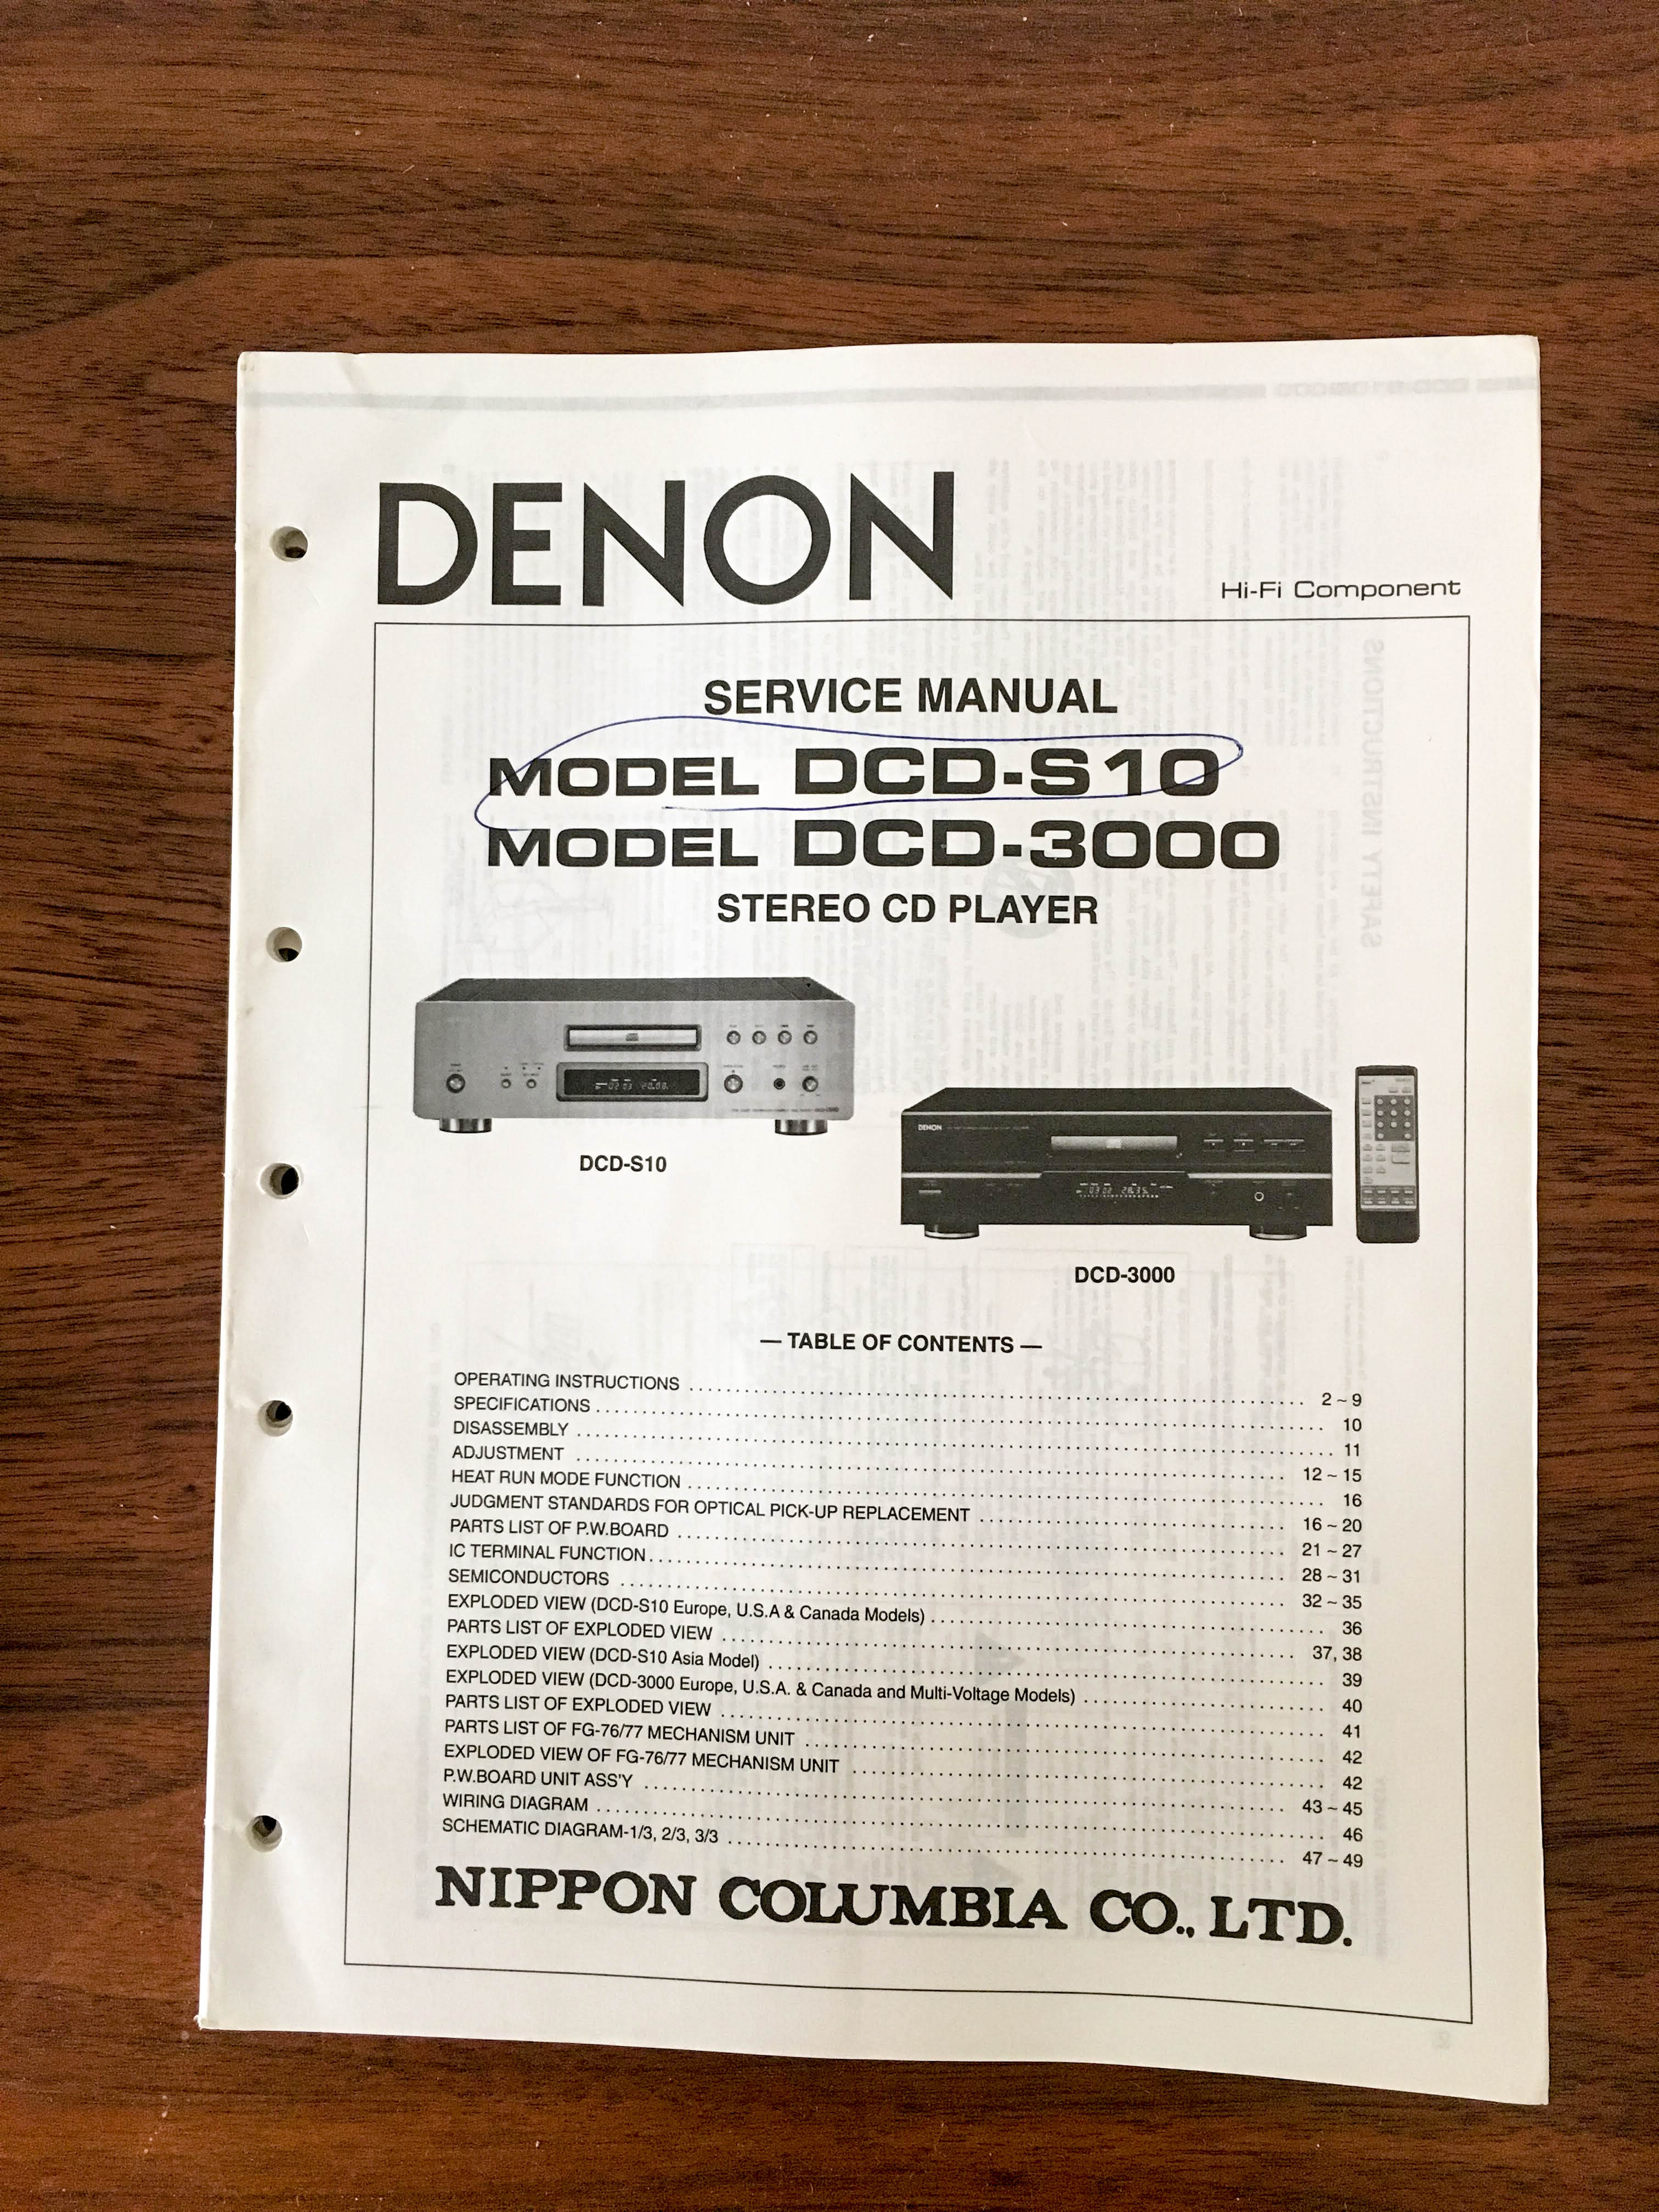 DENON
Hi-Fi Component
SERVICE MANUAL
MODEL DCD-S10
MODEL DCD-3000
STEREO CD PLAYER
DENON
DCD-S10
DCD-3000
— TABLE OF CONTENTS —
OPERATING INSTRUCTIONS ........ 2 ~ 9
SPECIFICATIONS ........ 10
DISASSEMBLY ........ 11
ADJUSTMENT ........ 12 ~ 15
HEAT RUN MODE FUNCTION ........ 16
JUDGMENT STANDARDS FOR OPTICAL PICK-UP REPLACEMENT ........ 16 ~ 20
PARTS LIST OF P.W.BOARD ........ 21 ~ 27
IC TERMINAL FUNCTION ........ 28 ~ 31
SEMICONDUCTORS ........ 32 ~ 35
EXPLODED VIEW (DCD-S10 Europe, U.S.A & Canada Models) ........ 36
PARTS LIST OF EXPLODED VIEW ........ 37, 38
EXPLODED VIEW (DCD-S10 Asia Model) ........ 39
EXPLODED VIEW (DCD-3000 Europe, U.S.A. & Canada and Multi-Voltage Models) ........ 40
PARTS LIST OF EXPLODED VIEW ........ 41
PARTS LIST OF FG-76/77 MECHANISM UNIT ........ 42
EXPLODED VIEW OF FG-76/77 MECHANISM UNIT ........ 42
P.W.BOARD UNIT ASS'Y ........ 43 ~ 45
WIRING DIAGRAM ........ 46
SCHEMATIC DIAGRAM-1/3, 2/3, 3/3 ........ 47 ~ 49
NIPPON COLUMBIA CO., LTD.
SAFETY INSTRUCTIONS